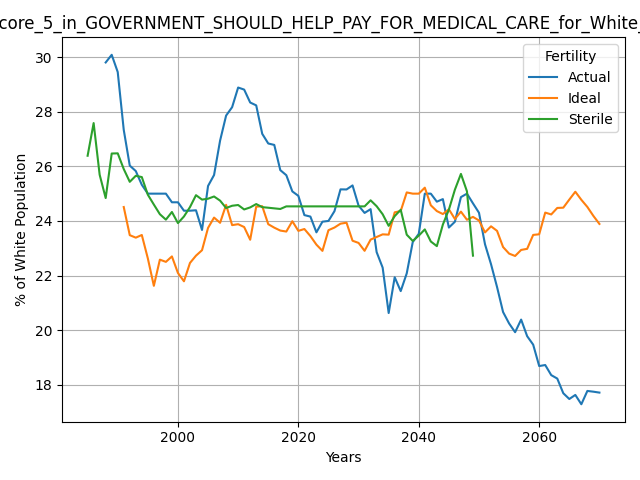 core_5_in_GOVERNMENT_SHOULD_HELP_PAY_FOR_MEDICAL_CARE_for_White_
Fertility
Actual
Ideal
Sterile
% of White Population
30
28
26
24
22
20
18
2000
2020
2040
2060
Years